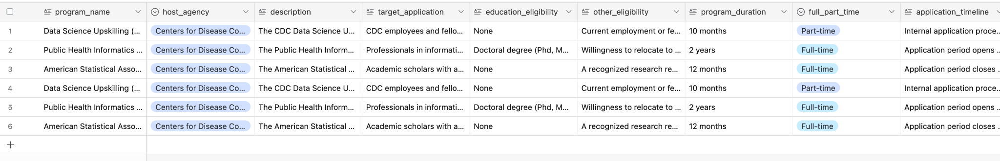 program_name host_agency description target_application education_eligibility other_eligibility program_duration full_part_time application_timeline
1 Data Science Upskilling (... Centers for Disease Co... The CDC Data Science U... CDC employees and fello... None Current employment or fe... 10 months Part-time Internal application proce...
2 Public Health Informatics ... Centers for Disease Co... The Public Health Inform... Professionals in informati... Doctoral degree (Phd, M... Willingness to relocate to ... 2 years Full-time Application period opens ...
3 American Statistical Asso... Centers for Disease Co... The American Statistical ... Academic scholars with a... None A recognized research re... 12 months Full-time Application period closes ...
4 Data Science Upskilling (... Centers for Disease Co... The CDC Data Science U... CDC employees and fello... None Current employment or fe... 10 months Part-time Internal application proce...
5 Public Health Informatics ... Centers for Disease Co... The Public Health Inform... Professionals in informati... Doctoral degree (Phd, M... Willingness to relocate to ... 2 years Full-time Application period opens ...
6 American Statistical Asso... Centers for Disease Co... The American Statistical ... Academic scholars with a... None A recognized research re... 12 months Full-time Application period closes ...